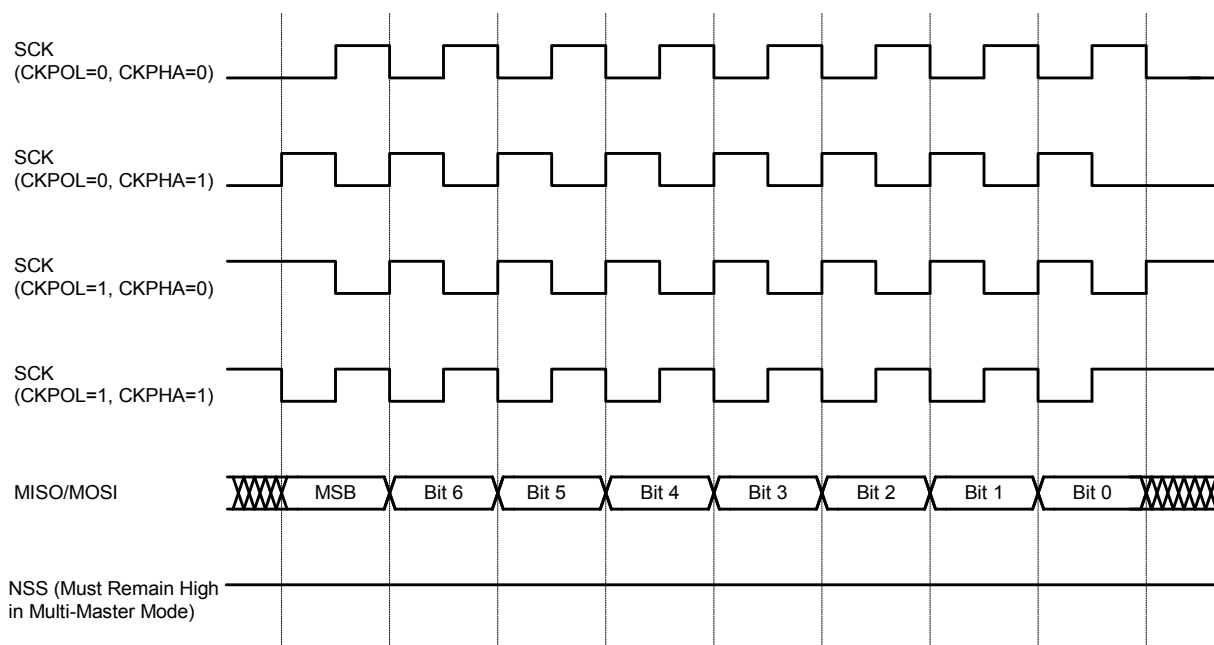 SCK
(CKPOL=0, CKPHA=0)
SCK
(CKPOL=0, CKPHA=1)
SCK
(CKPOL=1, CKPHA=0)
SCK
(CKPOL=1, CKPHA=1)
MISO/MOSI MSB Bit 6 Bit 5 Bit 4 Bit 3 Bit 2 Bit 1 Bit 0
NSS (Must Remain High
in Multi-Master Mode)